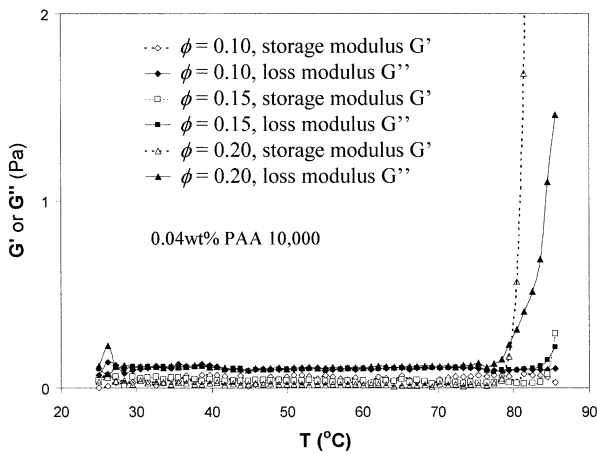 2
ϕ = 0.10, storage modulus G’
ϕ = 0.10, loss modulus G’’
ϕ = 0.15, storage modulus G’
ϕ = 0.15, loss modulus G’’
ϕ = 0.20, storage modulus G’
ϕ = 0.20, loss modulus G’’
G' or G'' (Pa)
1
0.04wt% PAA 10,000
0
20 30 40 50 60 70 80 90
T (°C)